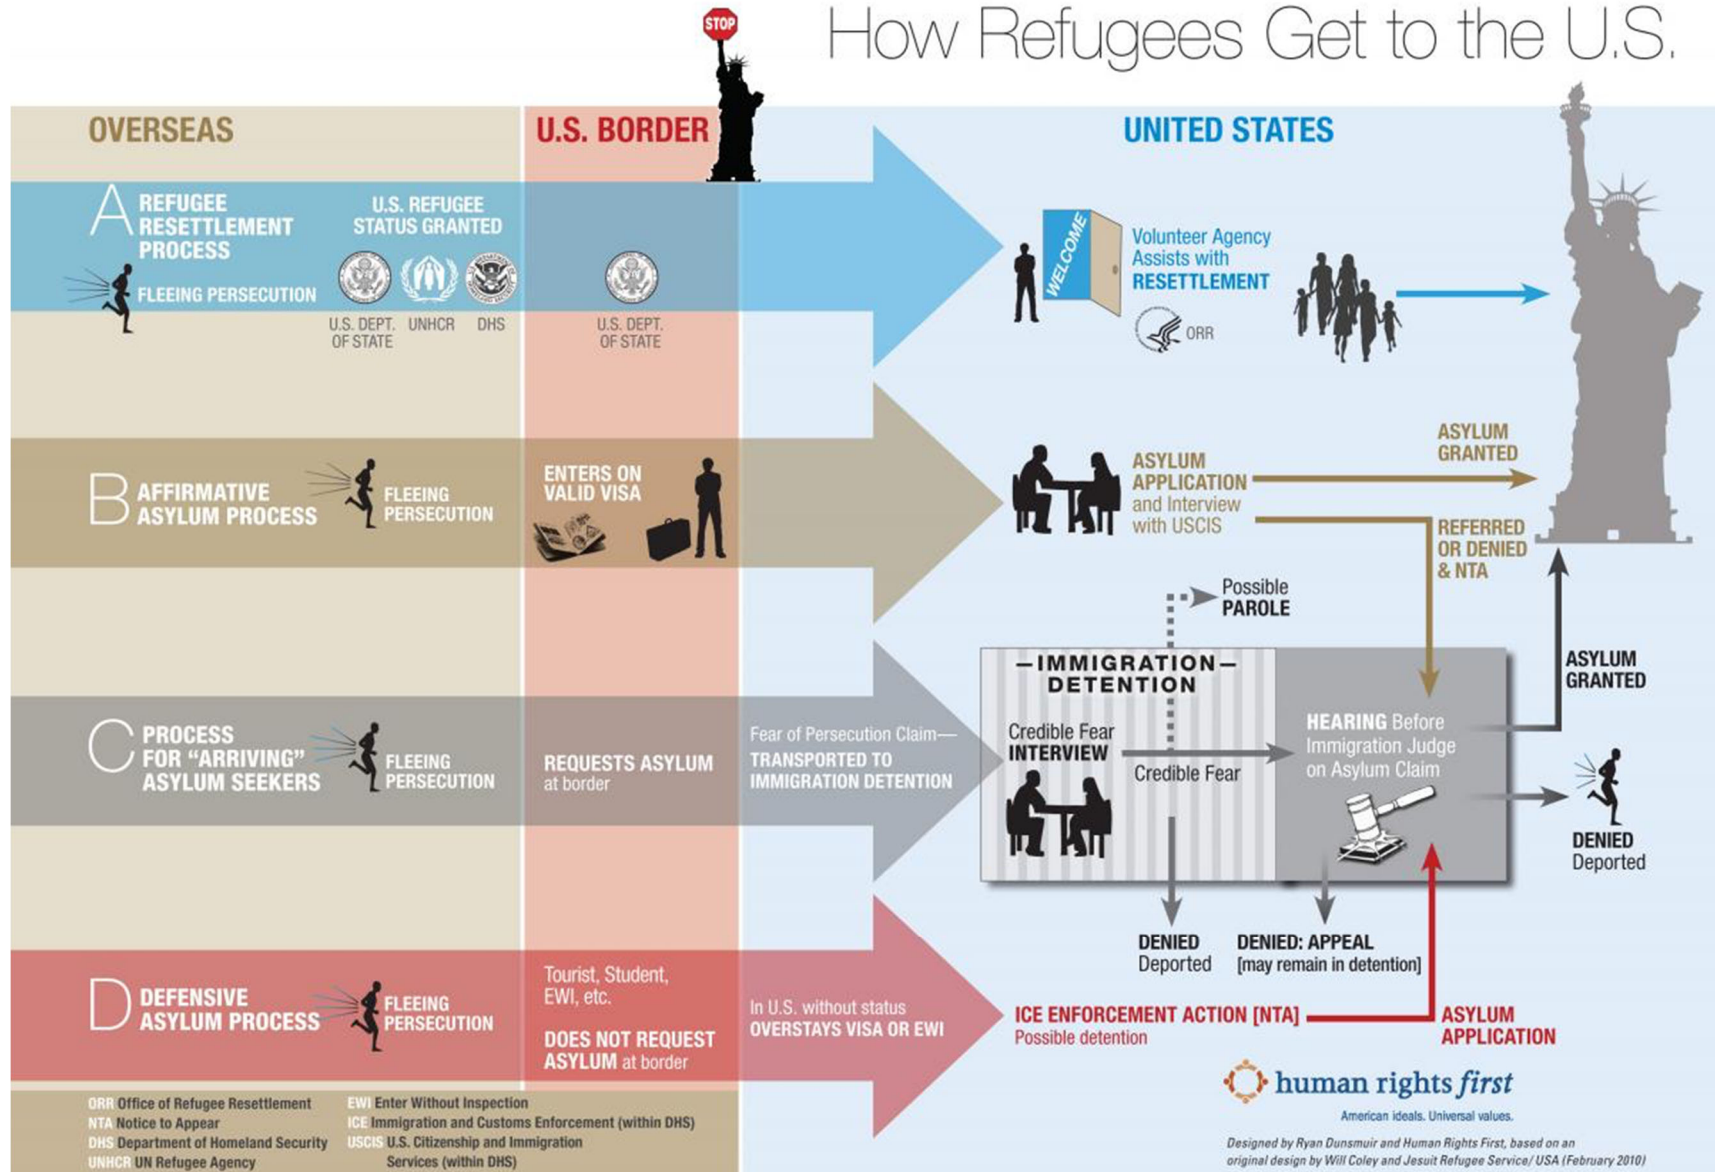 STOP
How Refugees Get to the U.S.
OVERSEAS
U.S. BORDER
UNITED STATES
A REFUGEE
RESETTLEMENT
PROCESS
FLEEING PERSECUTION
U.S. REFUGEE
STATUS GRANTED
U.S. DEPT.
OF STATE
UNHCR
DHS
U.S. DEPT.
OF STATE
WELCOME
Volunteer Agency
Assists with
RESETTLEMENT
ORR
B AFFIRMATIVE
ASYLUM PROCESS
FLEEING
PERSECUTION
ENTERS ON
VALID VISA
ASYLUM
APPLICATION
and Interview
with USCIS
ASYLUM
GRANTED
REFERRED
OR DENIED
& NTA
Possible
PAROLE
C PROCESS
FOR “ARRIVING”
ASYLUM SEEKERS
FLEEING
PERSECUTION
REQUESTS ASYLUM
at border
Fear of Persecution Claim—
TRANSPORTED TO
IMMIGRATION DETENTION
—IMMIGRATION—
DETENTION
Credible Fear
INTERVIEW
Credible Fear
HEARING Before
Immigration Judge
on Asylum Claim
ASYLUM
GRANTED
DENIED
Deported
DENIED
Deported
DENIED: APPEAL
[may remain in detention]
D DEFENSIVE
ASYLUM PROCESS
FLEEING
PERSECUTION
Tourist, Student,
EWI, etc.
DOES NOT REQUEST
ASYLUM at border
In U.S. without status
OVERSTAYS VISA OR EWI
ICE ENFORCEMENT ACTION [NTA]
Possible detention
ASYLUM
APPLICATION
ORR Office of Refugee Resettlement
NTA Notice to Appear
DHS Department of Homeland Security
UNHCR UN Refugee Agency
EWI Enter Without Inspection
ICE Immigration and Customs Enforcement (within DHS)
USCIS U.S. Citizenship and Immigration
Services (within DHS)
human rights first
American ideals. Universal values.
Designed by Ryan Dunsmuir and Human Rights First, based on an
original design by Will Coley and Jesuit Refugee Service/ USA (February 2010)